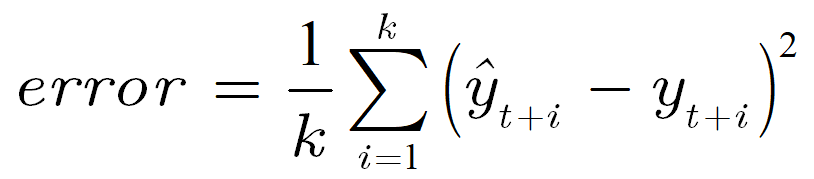 error = \frac{1}{k} \sum_{i=1}^{k} \left( \hat{y}_{t+i} - y_{t+i} \right)^2